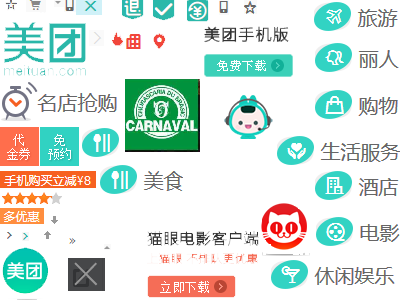 美团
meituan.com
名店抢购
代
金券
免
预约
手机购买立减¥8
多优惠
美团
CHURRASCARIA DO BRASIL
CARNAVAL
美食
退
美团手机版
免费下载
猫眼电影客户端
立即下载
旅游
丽人
购物
生活服务
酒店
电影
休闲娱乐